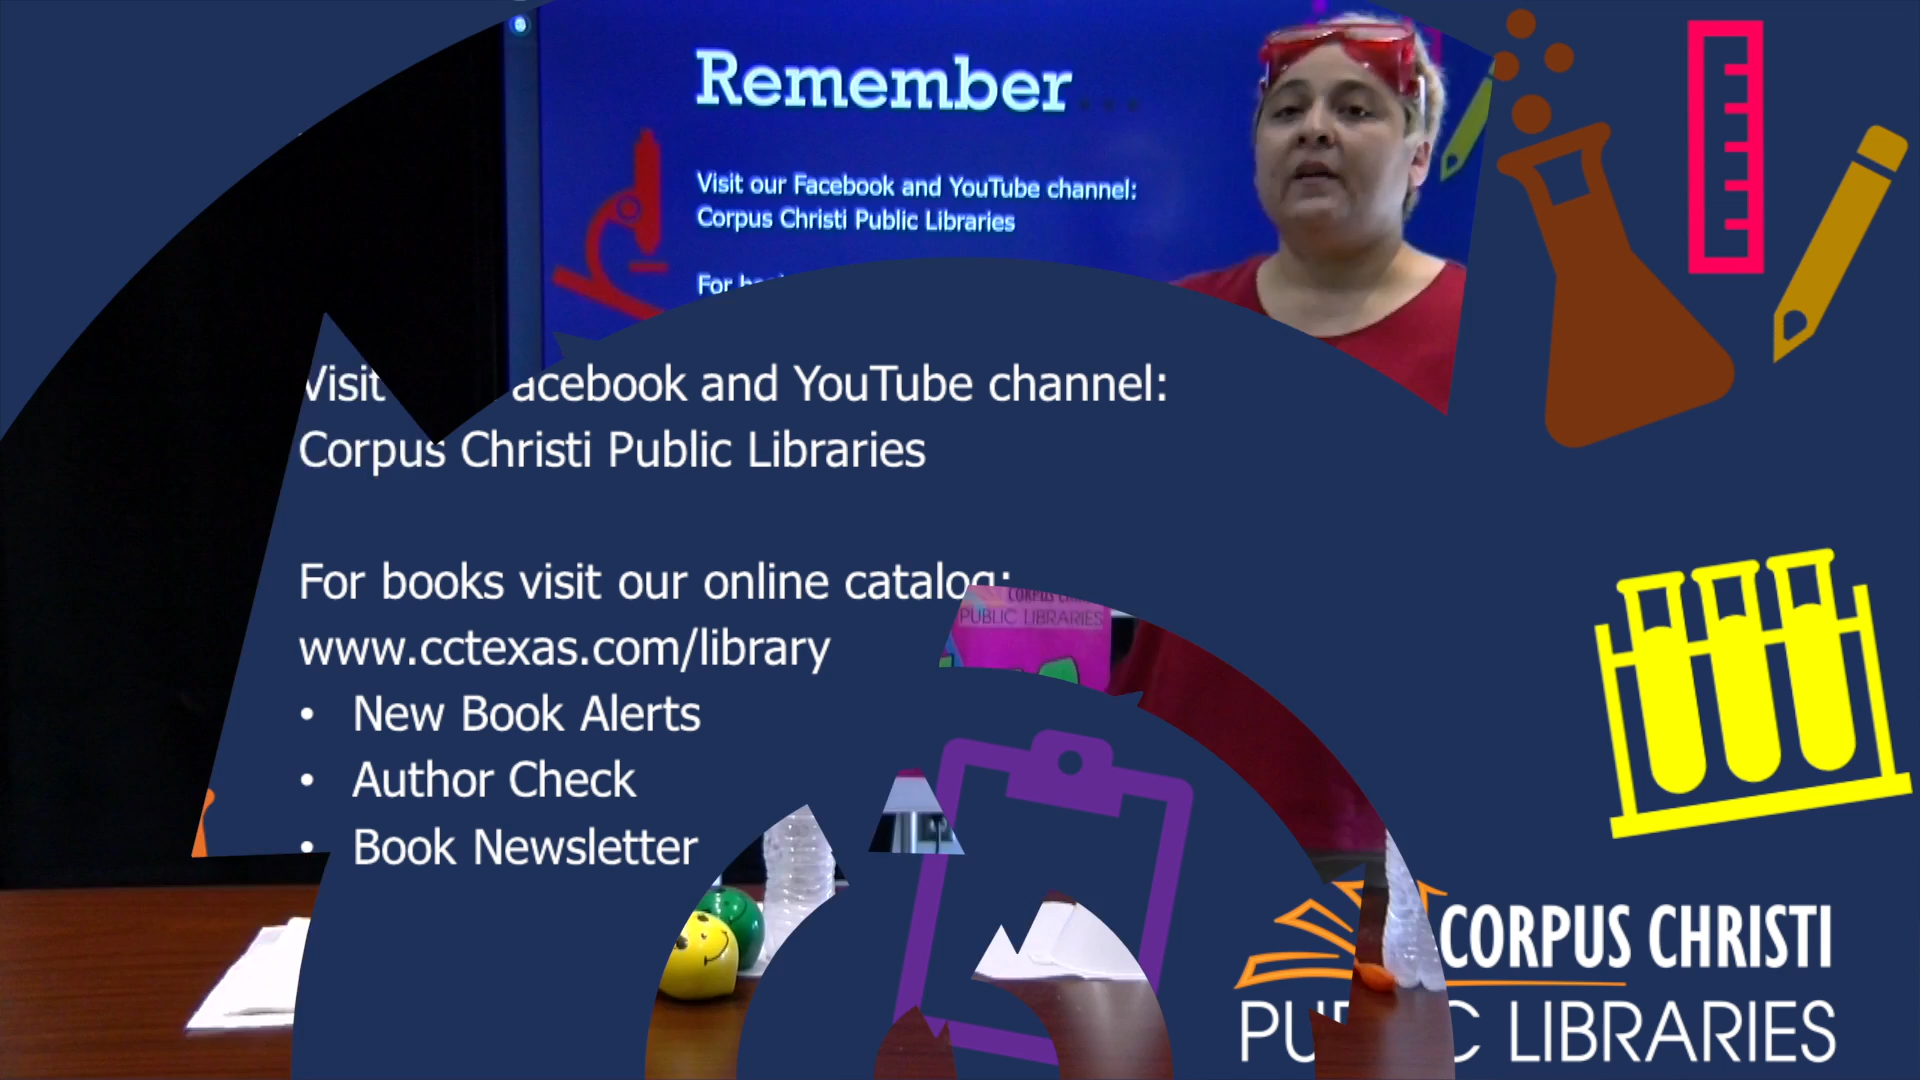 Remember...
Visit our Facebook and YouTube channel:
Corpus Christi Public Libraries
For
Visit acebook and YouTube channel:
Corpus Christi Public Libraries
For books visit our online catalog:
www.cctexas.com/library
• New Book Alerts
• Author Check
• Book Newsletter
CORPUS
PUBLIC LIBRARIES
CORPUS CHRISTI
PU C LIBRARIES